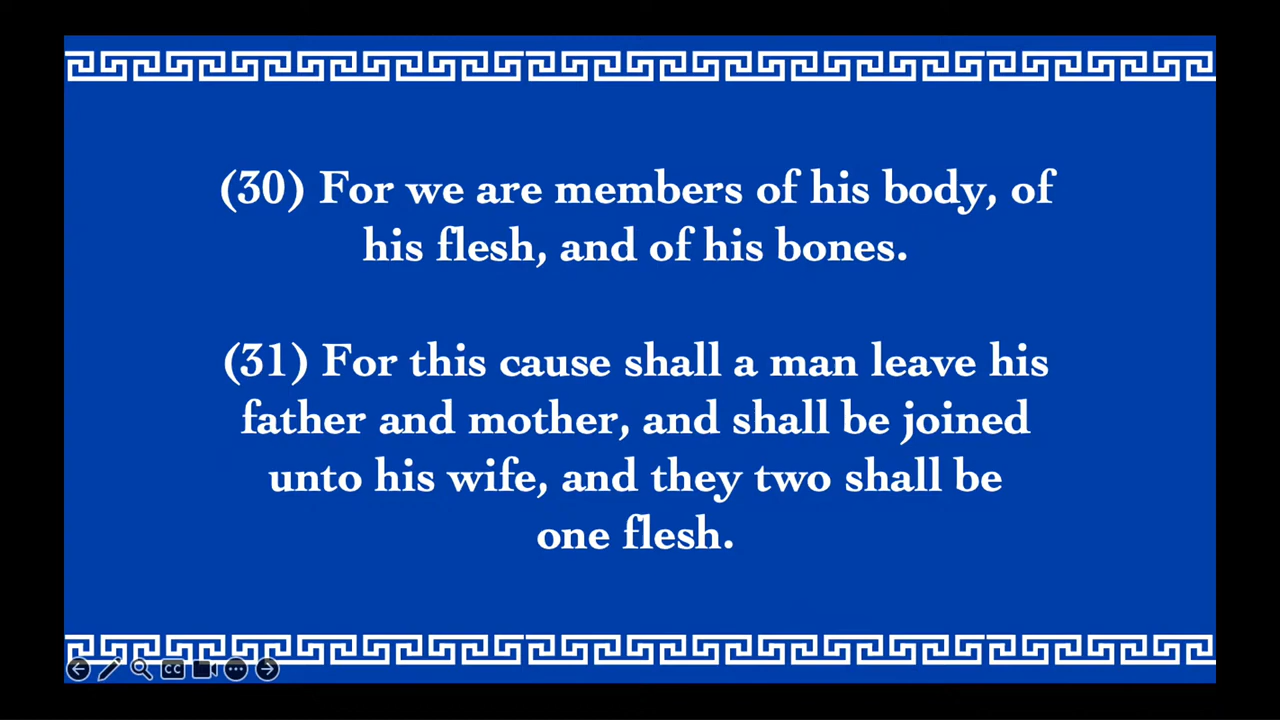 (30) For we are members of his body, of
his flesh, and of his bones.
(31) For this cause shall a man leave his
father and mother, and shall be joined
unto his wife, and they two shall be
one flesh.
CC